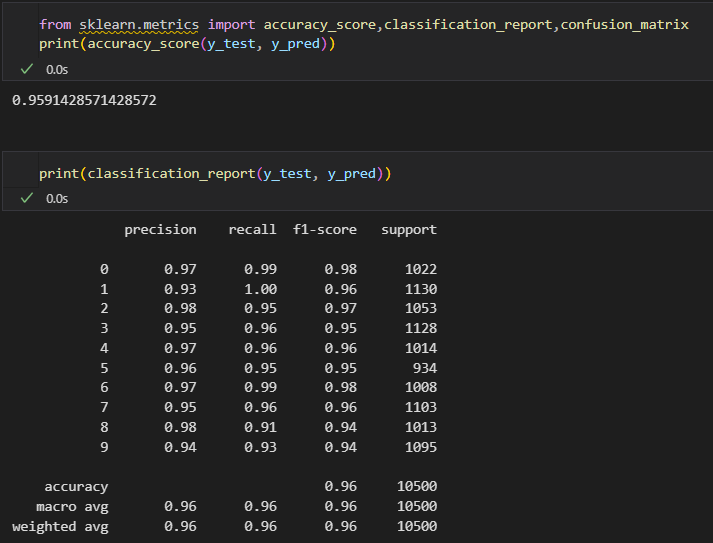 from sklearn.metrics import accuracy_score,classification_report,confusion_matrix
print(accuracy_score(y_test, y_pred))
0.0s
0.9591428571428572
print(classification_report(y_test, y_pred))
0.0s
precision recall f1-score support
0 0.97 0.99 0.98 1022
1 0.93 1.00 0.96 1130
2 0.98 0.95 0.97 1053
3 0.95 0.96 0.95 1128
4 0.97 0.96 0.96 1014
5 0.96 0.95 0.95 934
6 0.97 0.99 0.98 1008
7 0.95 0.96 0.96 1103
8 0.98 0.91 0.94 1013
9 0.94 0.93 0.94 1095
accuracy 0.96 10500
macro avg 0.96 0.96 0.96 10500
weighted avg 0.96 0.96 0.96 10500